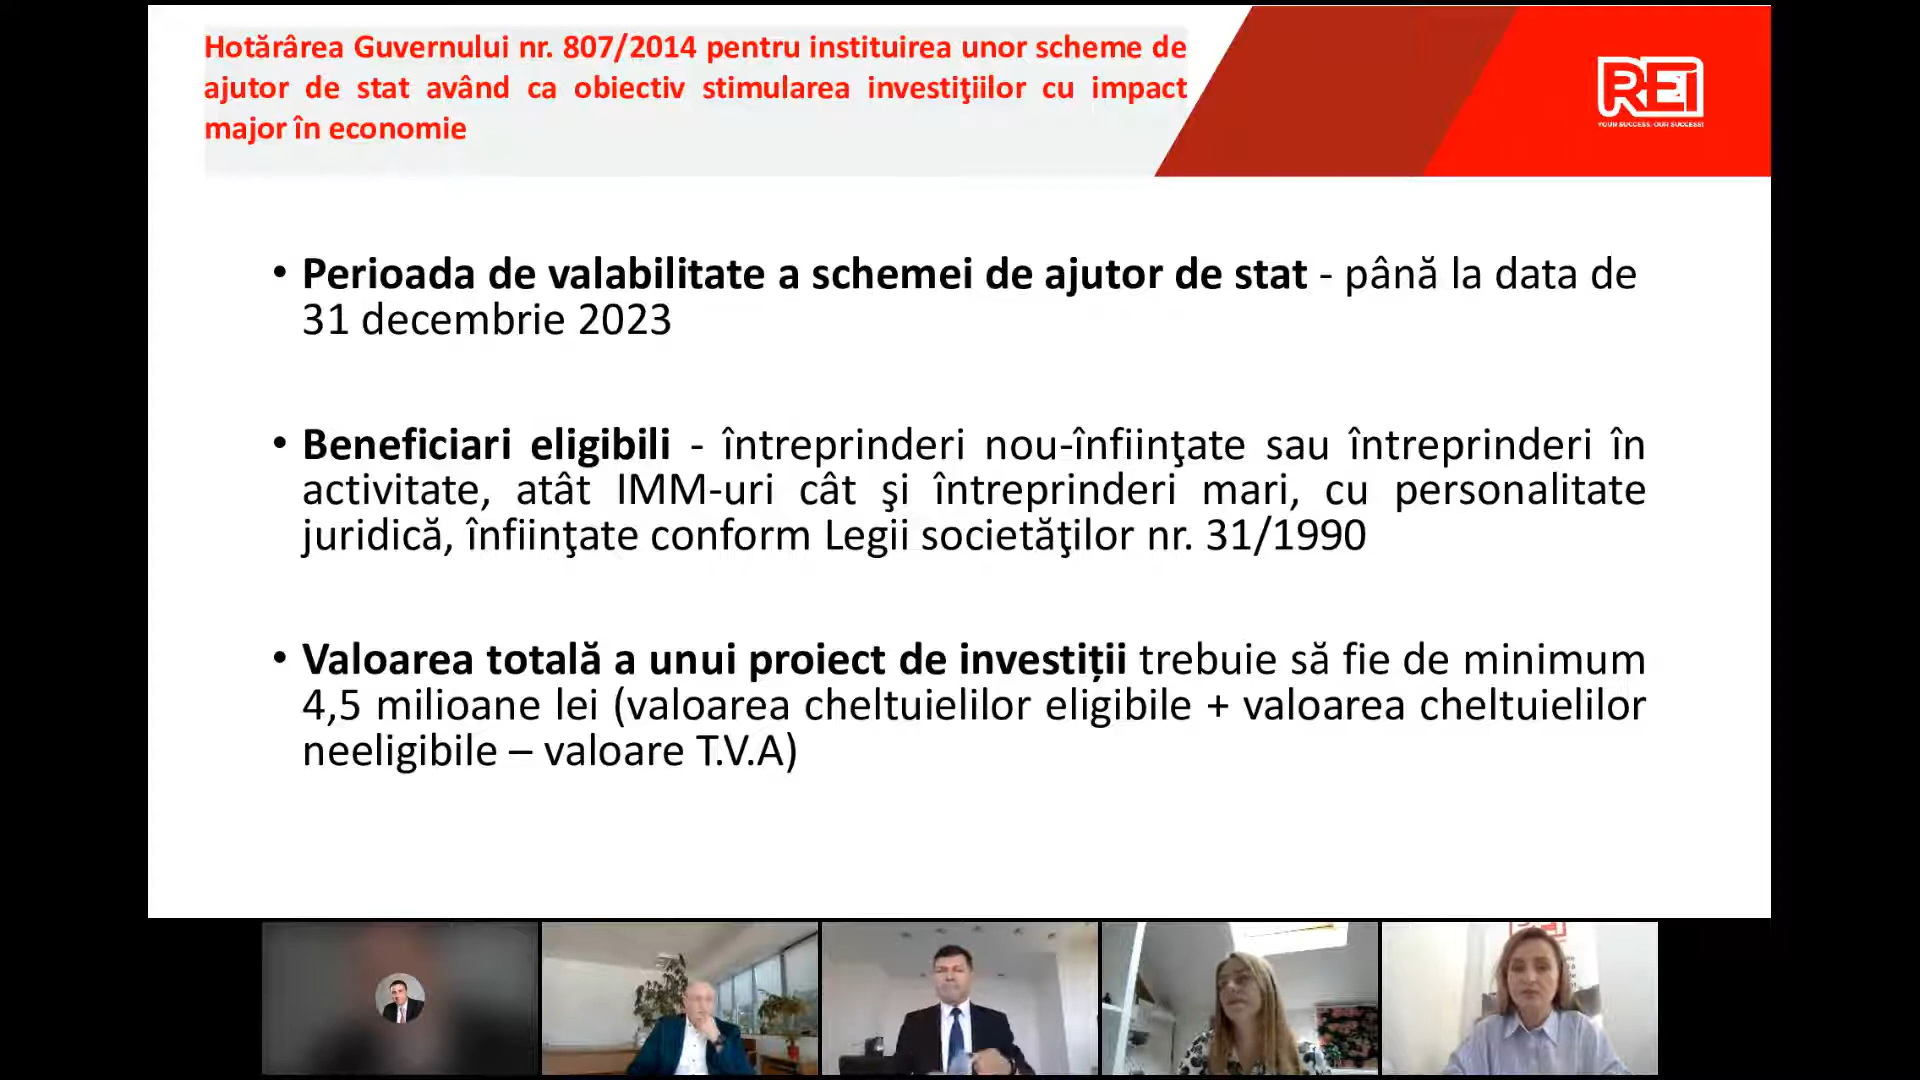 Hotărârea Guvernului nr. 807/2014 pentru instituirea unor scheme de
ajutor de stat având ca obiectiv stimularea investiţiilor cu impact
major în economie
REI
YOUR SUCCESS, OUR SUCCESS!
• Perioada de valabilitate a schemei de ajutor de stat - până la data de
31 decembrie 2023
• Beneficiari eligibili - întreprinderi nou-înfiinţate sau întreprinderi în
activitate, atât IMM-uri cât şi întreprinderi mari, cu personalitate
juridică, înfiinţate conform Legii societăţilor nr. 31/1990
• Valoarea totală a unui proiect de investiții trebuie să fie de minimum
4,5 milioane lei (valoarea cheltuielilor eligibile + valoarea cheltuielilor
neeligibile – valoare T.V.A)